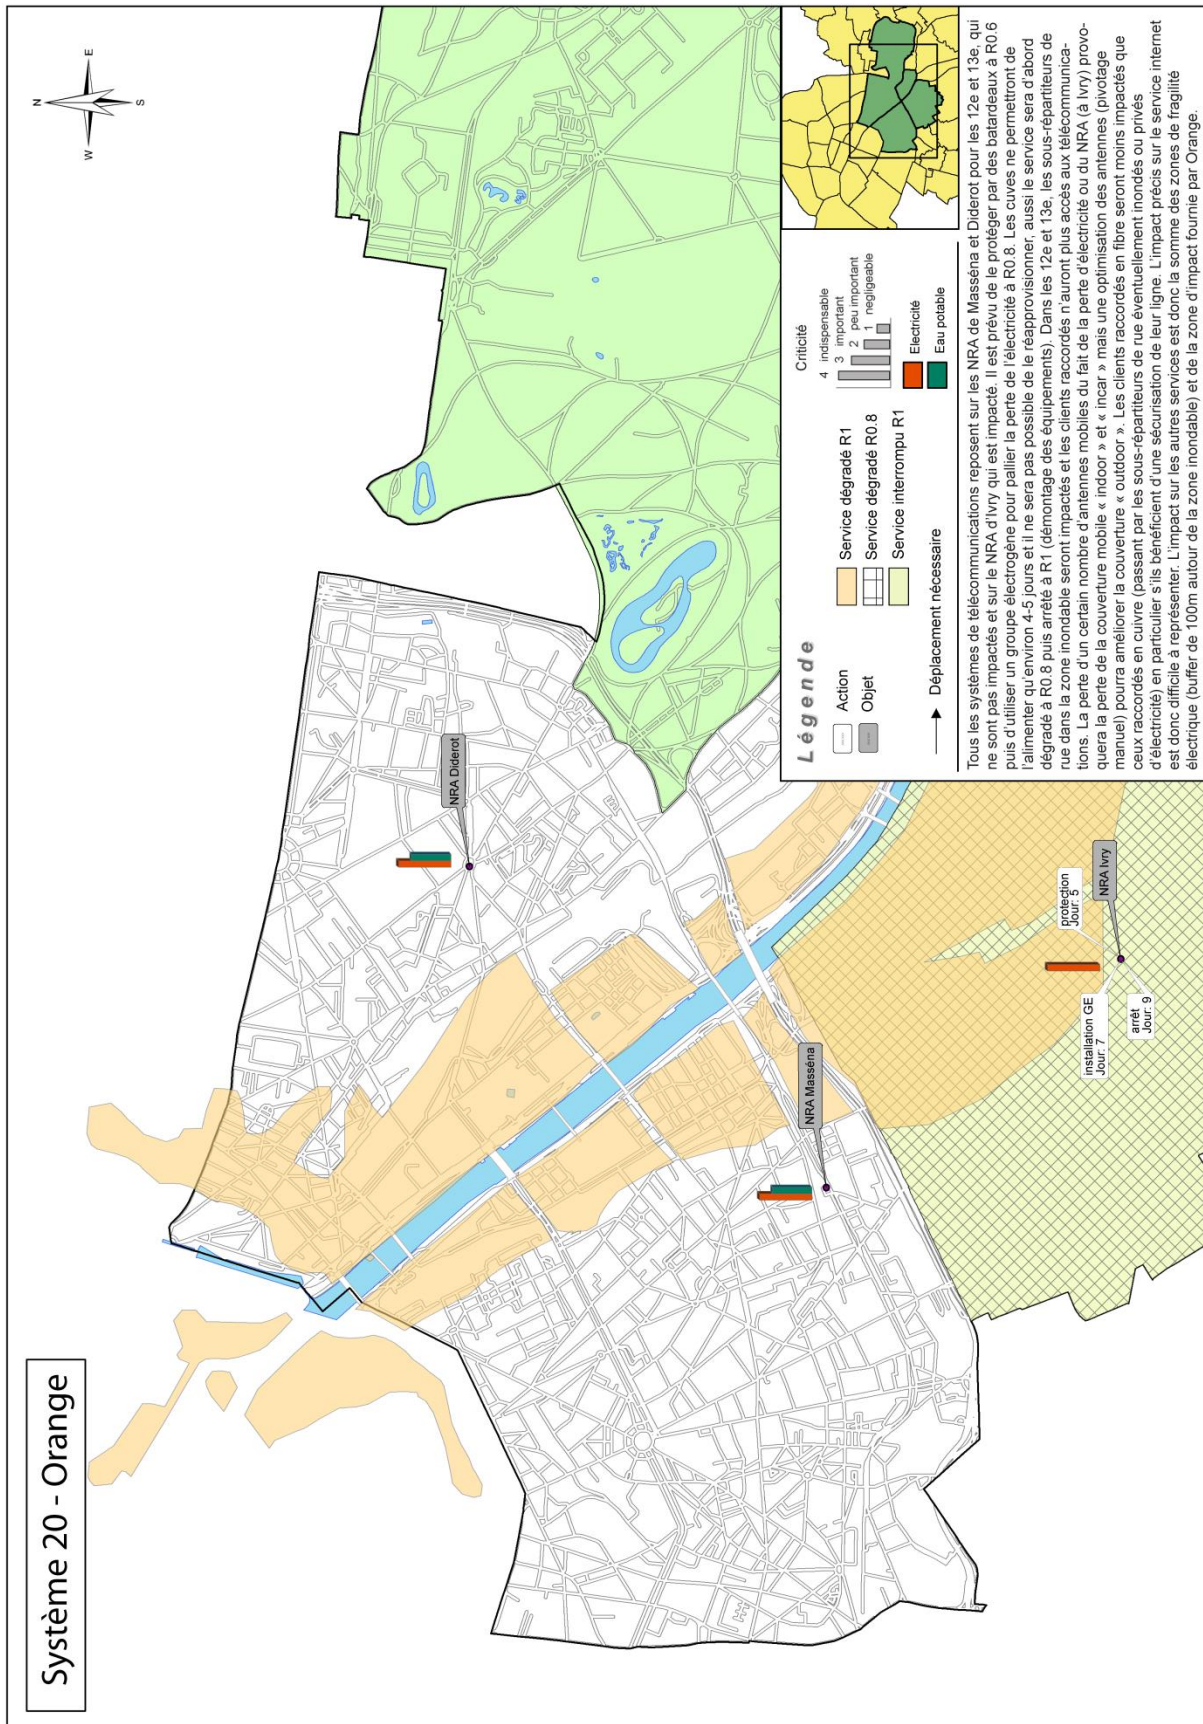 Système 20 - Orange
N
W
E
S
NRA Diderot
NRA Masséna
protection
Jour: 5
NRA Ivry
installation GE
Jour: 7
arrêt
Jour: 9
Légende
Action
Objet
Déplacement nécessaire
Service dégradé R1
Service dégradé R0.8
Service interrompu R1
Criticité
4 indispensable
3 important
2 peu important
1 negligeable
Electricité
Eau potable
Tous les systèmes de télécommunications reposent sur les NRA de Masséna et Diderot pour les 12e et 13e, qui
ne sont pas impactés et sur le NRA d'Ivry qui est impacté. Il est prévu de le protéger par des batardeaux à R0.6
puis d'utiliser un groupe électrogène pour pallier la perte de l'électricité à R0.8. Les cuves ne permettront de
l'alimenter qu'environ 4-5 jours et il ne sera pas possible de le réapprovisionner, aussi le service sera d'abord
dégradé à R0.8 puis arrêté à R1 (démontage des équipements). Dans les 12e et 13e, les sous-répartiteurs de
rue dans la zone inondable seront impactés et les clients raccordés n'auront plus accès aux télécommunica-
tions. La perte d'un certain nombre d'antennes mobiles du fait de la perte d'électricité ou du NRA (à Ivry) provo-
quera la perte de la couverture mobile « indoor » et « incar » mais une optimisation des antennes (pivotage
manuel) pourra améliorer la couverture « outdoor ». Les clients raccordés en fibre seront moins impactés que
ceux raccordés en cuivre (passant par les sous-répartiteurs de rue éventuellement inondés ou privés
d'électricité) en particulier s'ils bénéficient d'une sécurisation de leur ligne. L'impact précis sur le service internet
est donc difficile à représenter. L'impact sur les autres services est donc la somme des zones de fragilité
électrique (buffer de 100m autour de la zone inondable) et de la zone d'impact fournie par Orange.